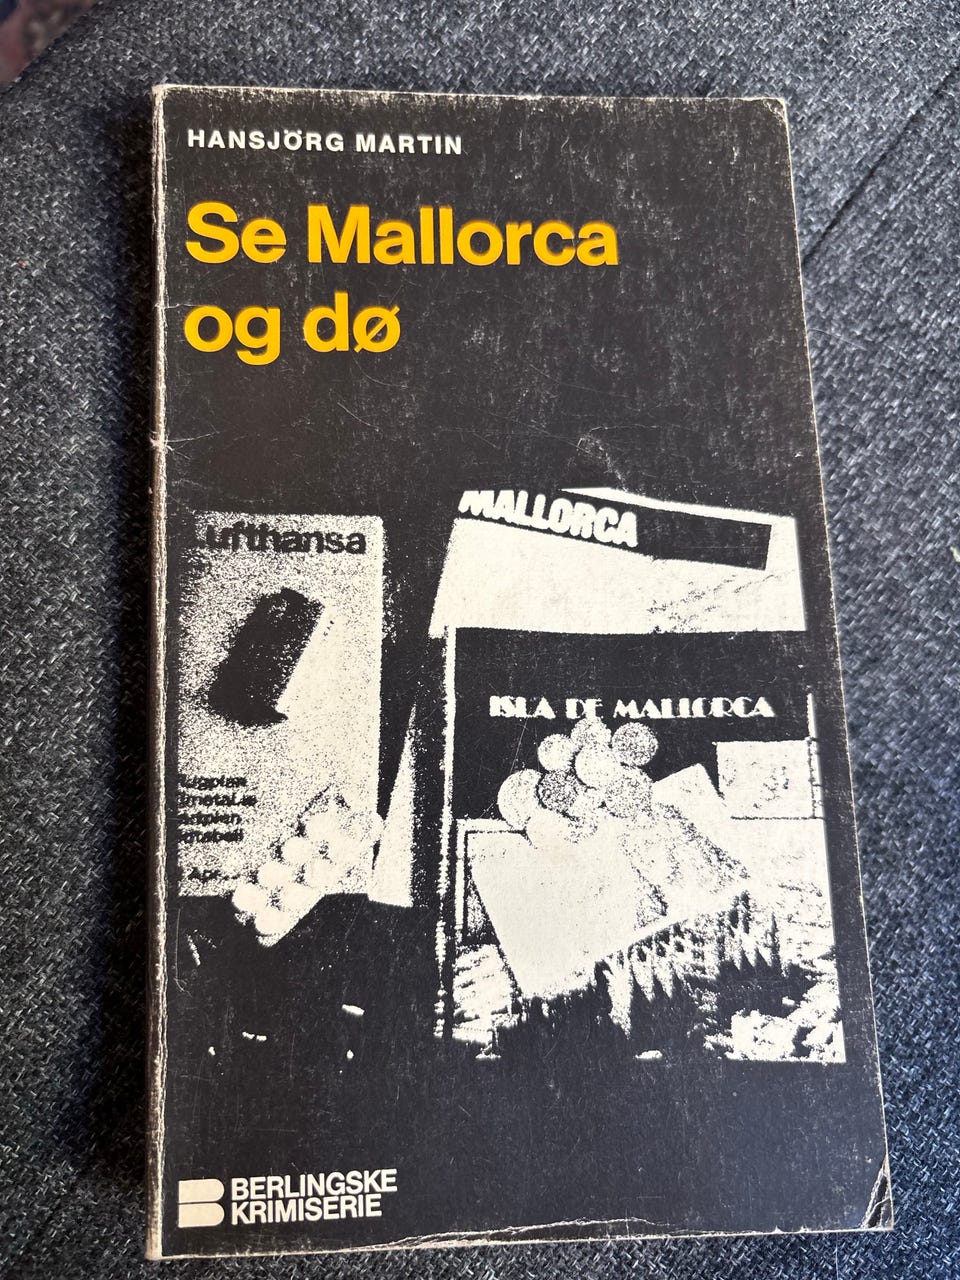 HANSJÖRG MARTIN
Se Mallorca
og dø
MALLORCA
Lufthansa
ISLA DE MALLORCA
BERLINGSKE
KRIMISERIE